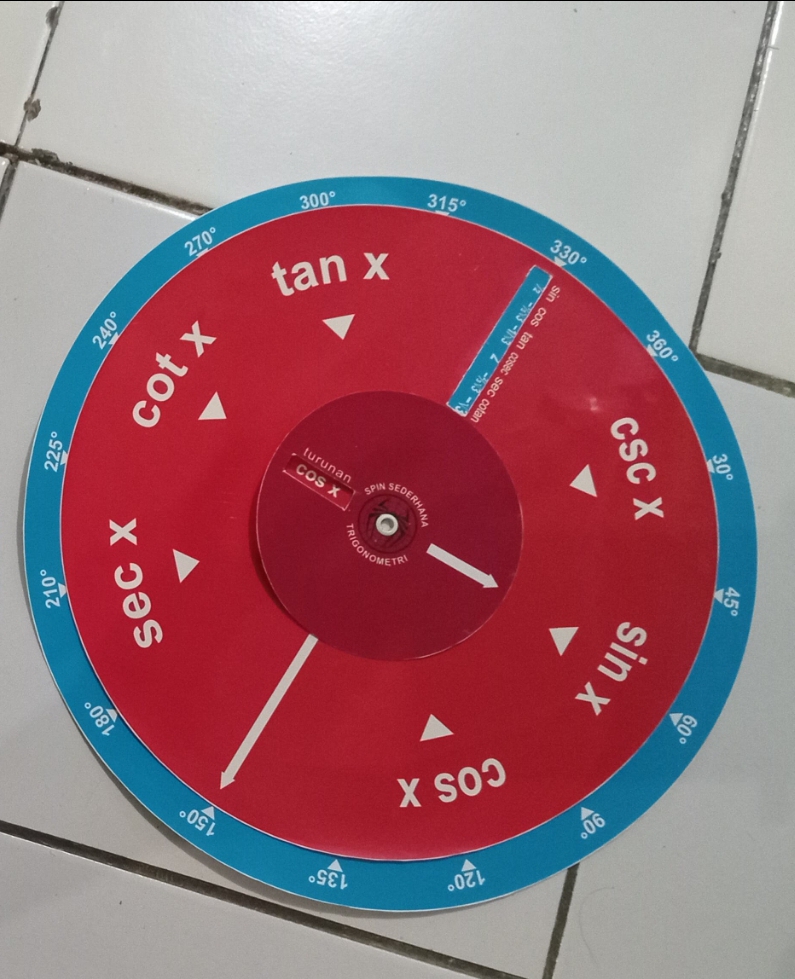 300°
315°
330°
360°
30°
45°
60°
90°
120°
135°
150°
180°
210°
225°
240°
270°
tan x
csc x
sin x
cos x
sec x
cot x
sin cos tan cosec sec cotan
turunan
cos x
SPIN SEDERHANA
TRIGONOMETRI